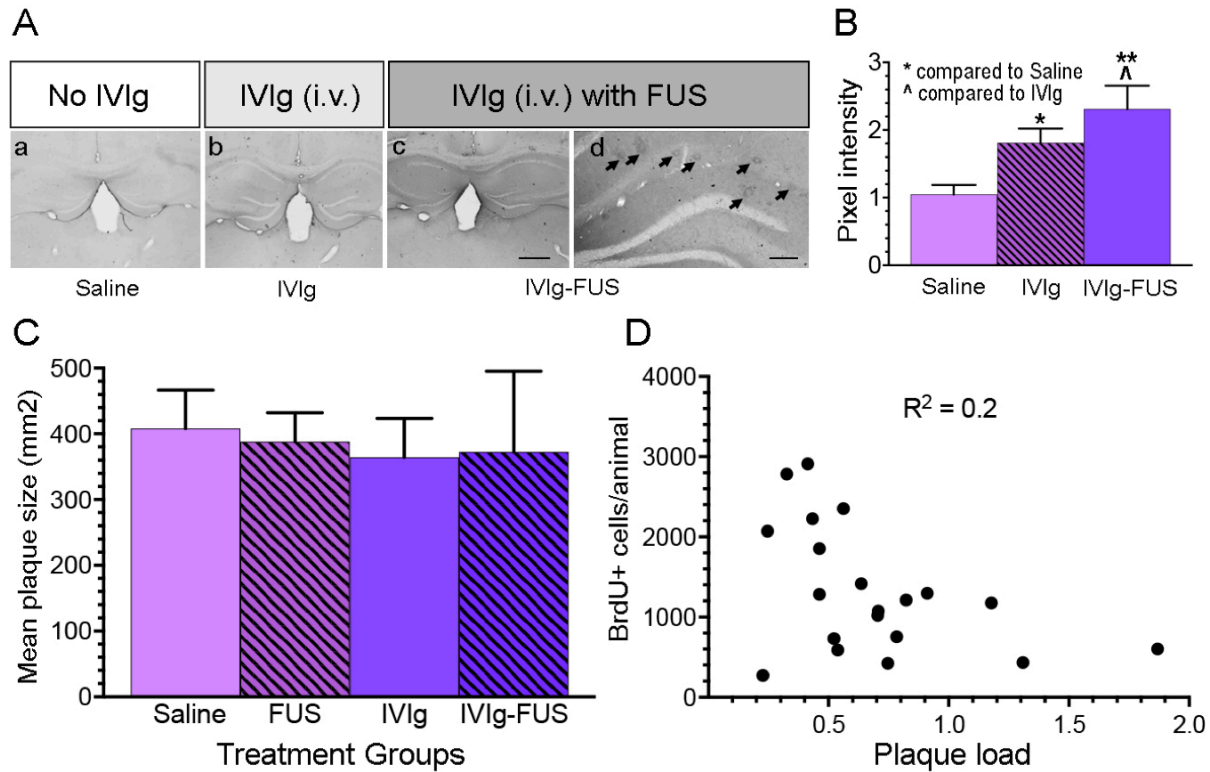 A
No IVIg
IVIg (i.v.)
IVIg (i.v.) with FUS
a
b
c
d
Saline
IVIg
IVIg-FUS
B
Pixel intensity
3
2
1
0
* compared to Saline
^ compared to IVIg
*
**
^
Saline
IVIg
IVIg-FUS
C
Mean plaque size (mm2)
500
400
300
200
100
0
Saline
FUS
IVIg
IVIg-FUS
Treatment Groups
D
BrdU+ cells/animal
4000
3000
2000
1000
0
R² = 0.2
0.5
1.0
1.5
2.0
Plaque load